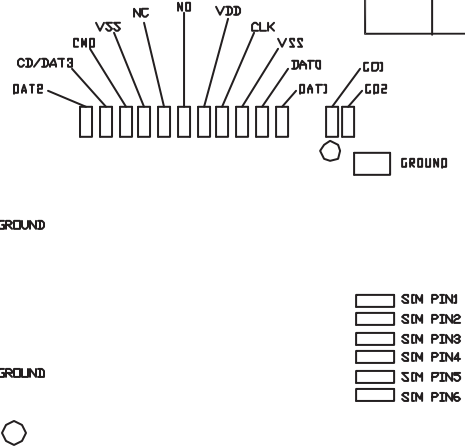 NO
VDD
NC
VSS
CLK
CMD
VSS
CD/DAT3
DAT0
CD1
DAT2
DAT1
CD2
GROUND
GROUND
SIM PIN1
SIM PIN2
SIM PIN3
SIM PIN4
GROUND
SIM PIN5
SIM PIN6